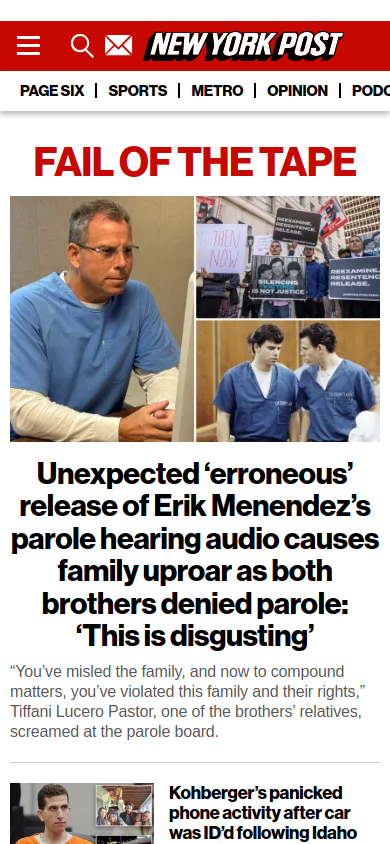 NEW YORK POST
PAGE SIX
SPORTS
METRO
OPINION
PODC
FAIL OF THE TAPE
THEN
NOW
REEXAMINE.
RESENTENCE.
RELEASE.
SILENCING
IS NOT JUSTICE
REEXAMINE.
RESENTENC
RELEASE.
Unexpected ‘erroneous’
release of Erik Menendez’s
parole hearing audio causes
family uproar as both
brothers denied parole:
‘This is disgusting’
“You’ve misled the family, and now to compound
matters, you’ve violated this family and their rights,”
Tiffani Lucero Pastor, one of the brothers’ relatives,
screamed at the parole board.
Kohberger’s panicked
phone activity after car
was ID’d following Idaho